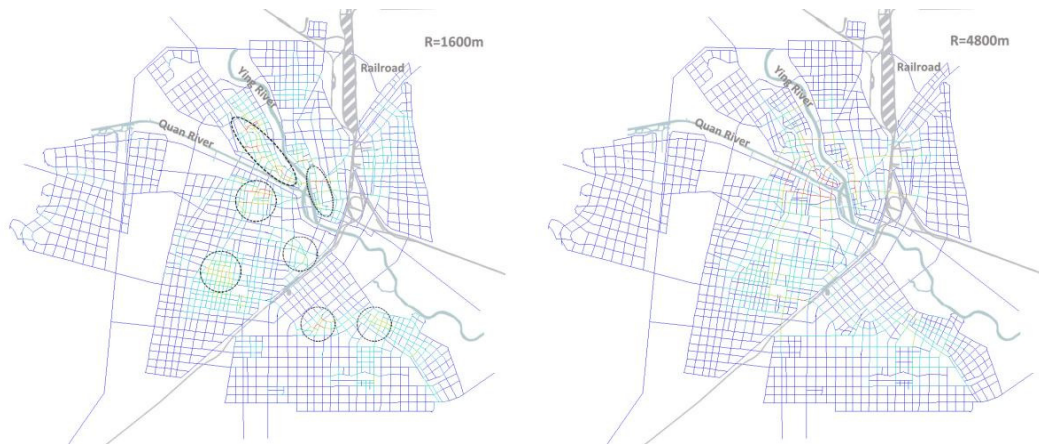 R=1600m
Railroad
Ying River
Quan River
R=4800m
Railroad
Ying River
Quan River